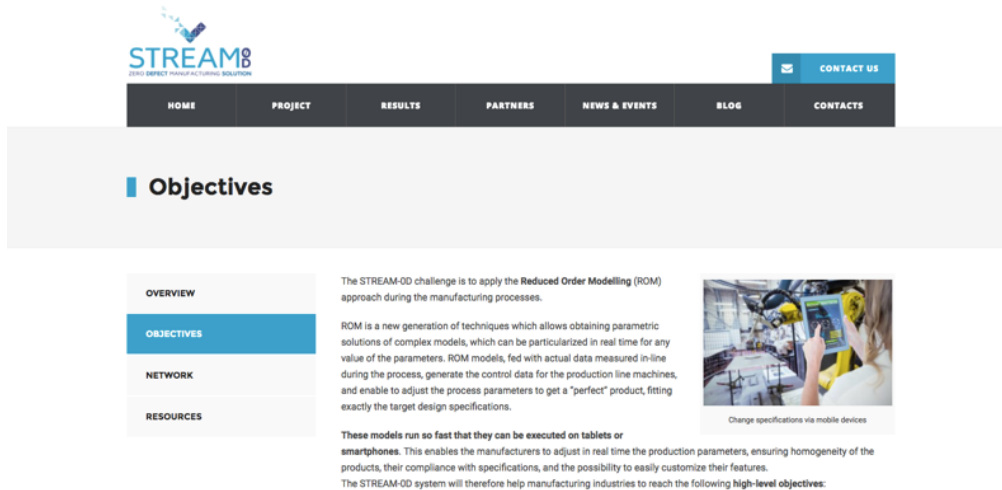 STREAM0D
ZERO DEFECT MANUFACTURING SOLUTION
CONTACT US
HOME PROJECT RESULTS PARTNERS NEWS & EVENTS BLOG CONTACTS
Objectives
OVERVIEW
OBJECTIVES
NETWORK
RESOURCES
The STREAM-0D challenge is to apply the Reduced Order Modelling (ROM)
approach during the manufacturing processes.
ROM is a new generation of techniques which allows obtaining parametric
solutions of complex models, which can be particularized in real time for any
value of the parameters. ROM models, fed with actual data measured in-line
during the process, generate the control data for the production line machines,
and enable to adjust the process parameters to get a "perfect" product, fitting
exactly the target design specifications.
Change specifications via mobile devices
These models run so fast that they can be executed on tablets or
smartphones. This enables the manufacturers to adjust in real time the production parameters, ensuring homogeneity of the
products, their compliance with specifications, and the possibility to easily customize their features.
The STREAM-0D system will therefore help manufacturing industries to reach the following high-level objectives: